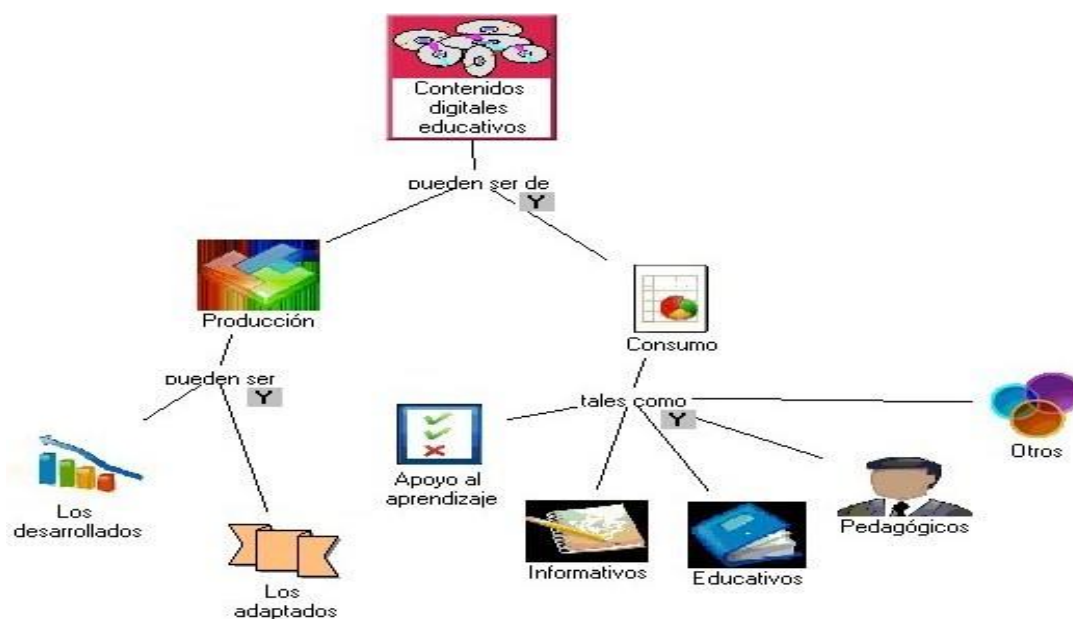 Contenidos
digitales
educativos
pueden ser de
Y
Producción
Consumo
pueden ser
Y
tales como
Y
Otros
Los
desarrollados
Apoyo al
aprendizaje
Pedagógicos
Informativos
Educativos
Los
adaptados